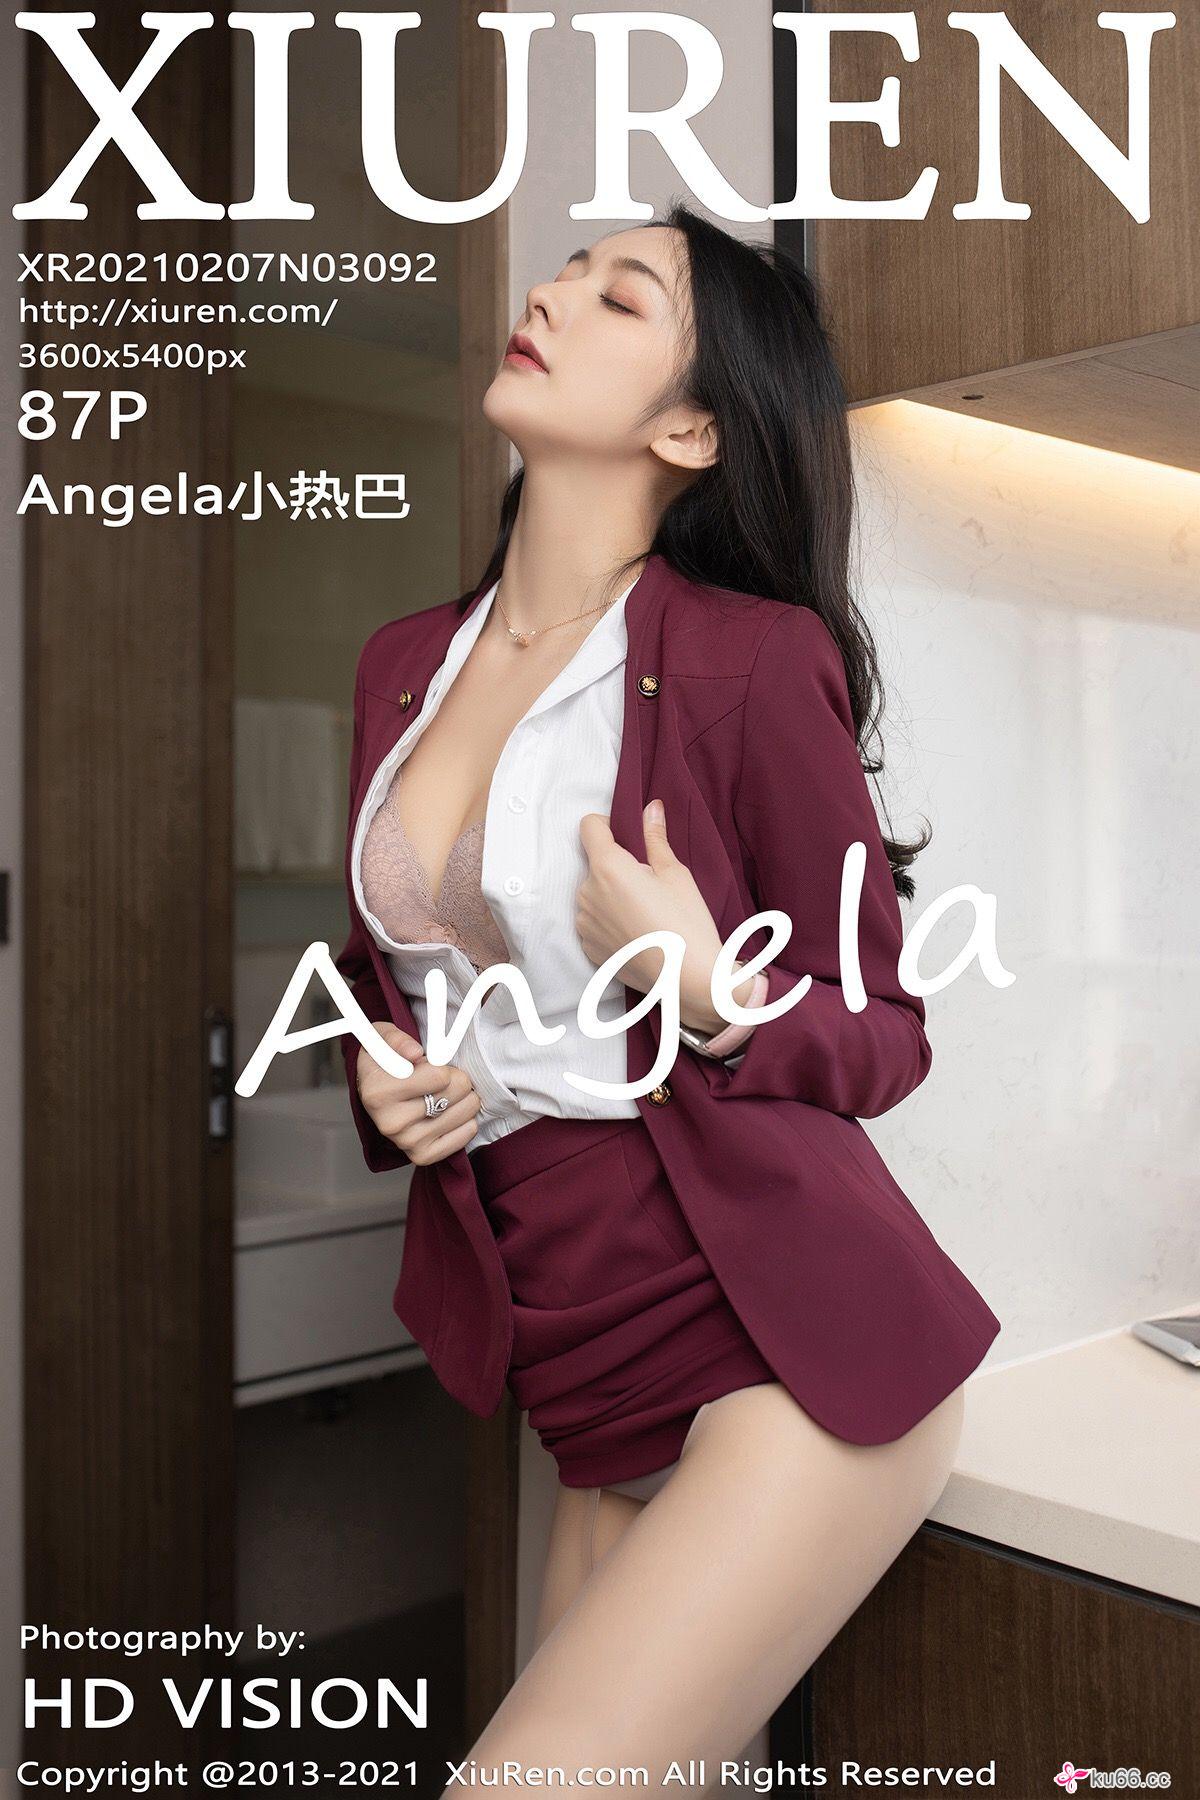 XIUREN
XR20210207N03092
http://xiuren.com/
3600x5400px
87P
Angela小热巴
Angela
Photography by:
HD VISION
Copyright @2013-2021 XiuRen.com All Rights Reserved
ku66.cc